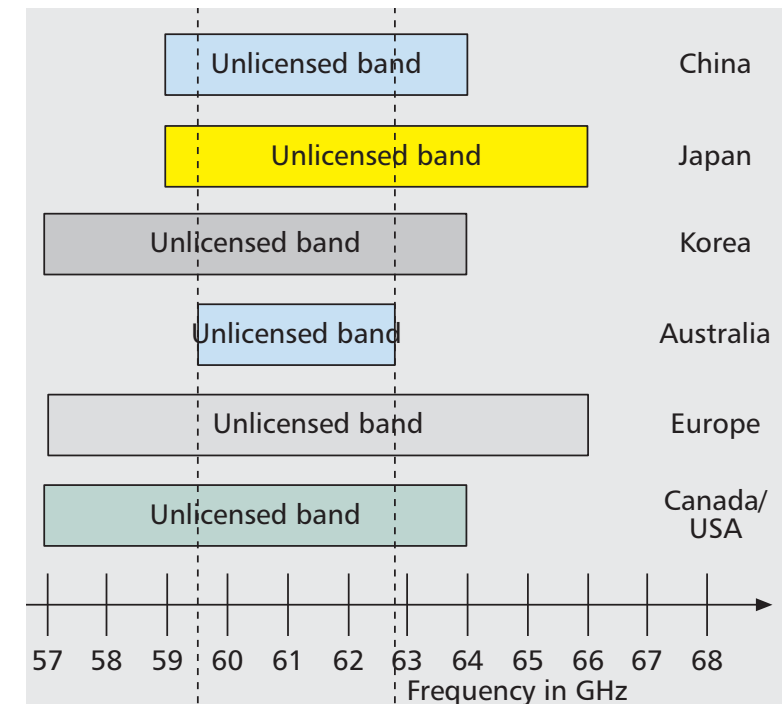 Unlicensed band China
Unlicensed band Japan
Unlicensed band Korea
Unlicensed band Australia
Unlicensed band Europe
Unlicensed band Canada/
USA
57 58 59 60 61 62 63 64 65 66 67 68
Frequency in GHz